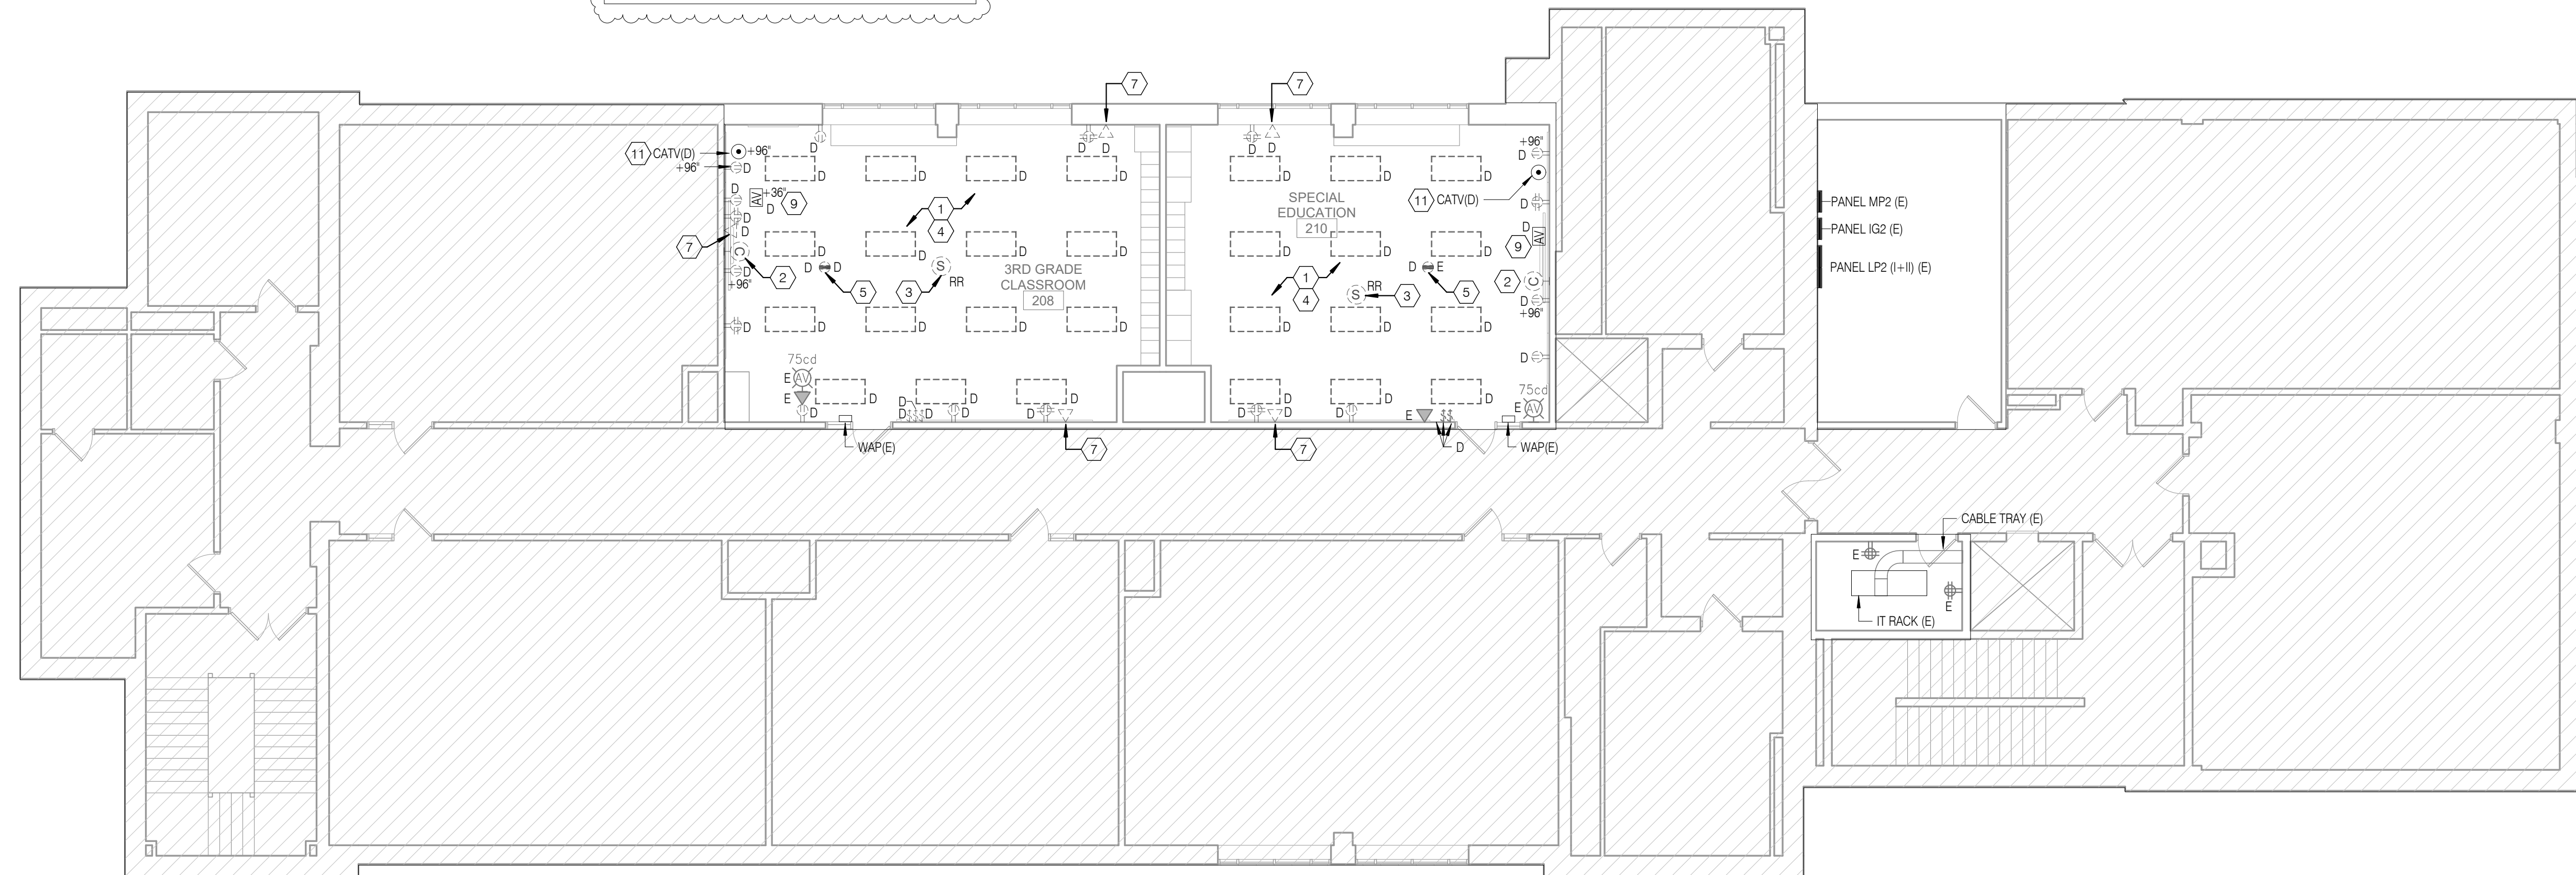 7
7
11 CATV(D)
+96"
+96"
D
D
D
D
D
D
D
+96"
D
D
D
D
D
D
D
D
D
D
AV
+36"
D
9
D
D
7
C
2
+96"
D
D
D
D
D
1
4
D
D
5
3
S
RR
3RD GRADE
CLASSROOM
208
SPECIAL
EDUCATION
210
11 CATV(D)
D
D
AV
9
D
D
D
1
4
D
E
5
S
RR
3
2
C
D
+96"
D
D
D
D
D
D
D
D
D
75cd
E
AV
E
D
D
D
D
D
D
D
D
D
D
D
D
D
75cd
E
E
AV
WAP(E)
7
7
D
WAP(E)
PANEL MP2 (E)
PANEL IG2 (E)
PANEL LP2 (I+II) (E)
CABLE TRAY (E)
E
E
IT RACK (E)